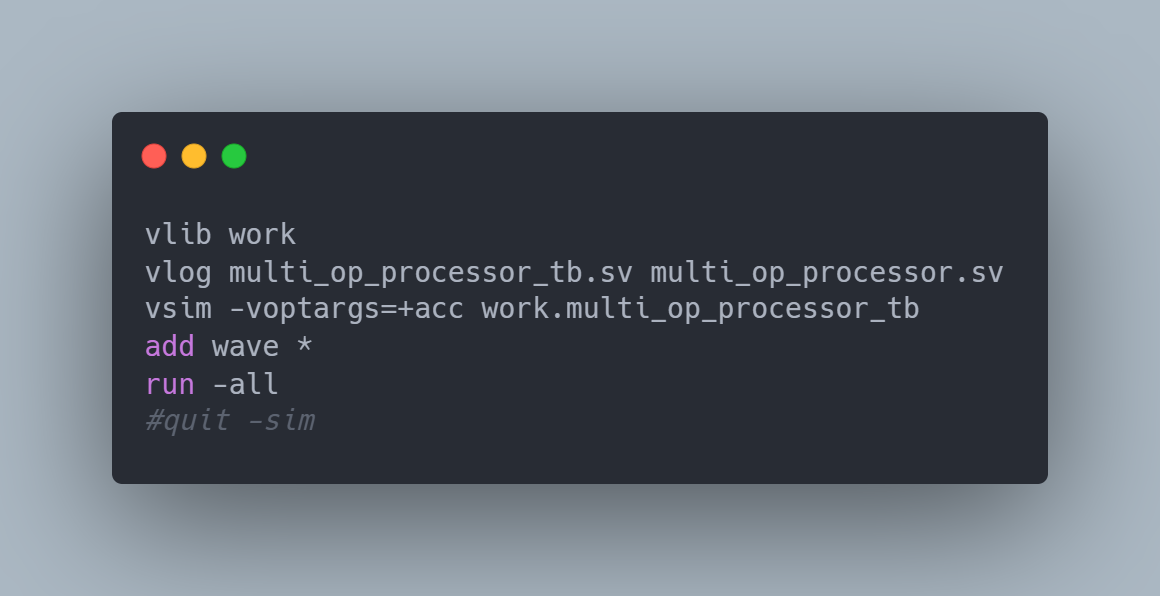 vlib work
vlog multi_op_processor_tb.sv multi_op_processor.sv
vsim -voptargs=+acc work.multi_op_processor_tb
add wave *
run -all
#quit -sim